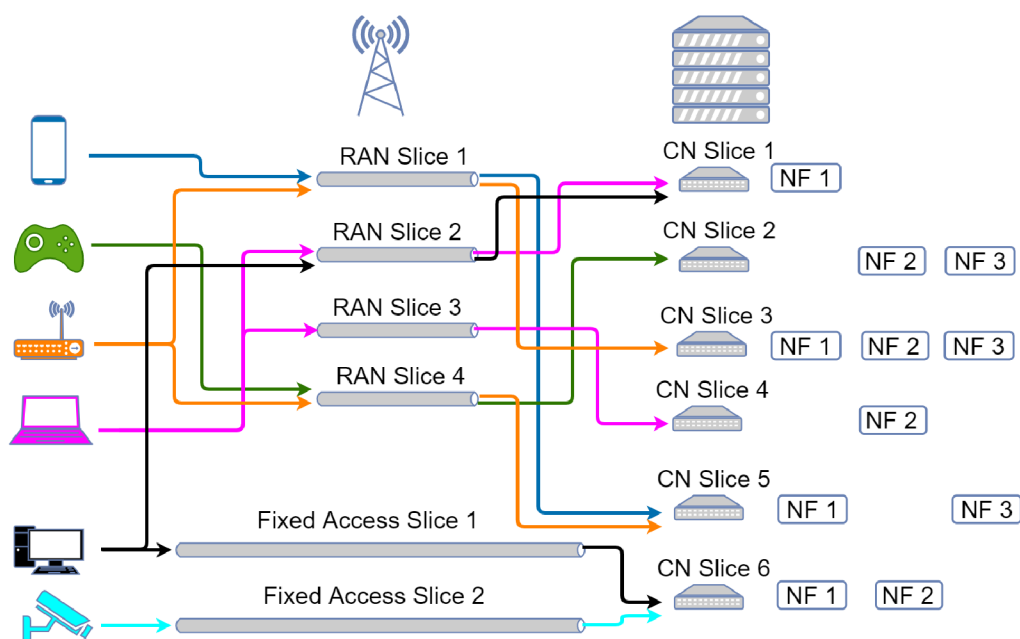 RAN Slice 1
CN Slice 1
NF 1
RAN Slice 2
CN Slice 2
NF 2 NF 3
RAN Slice 3
CN Slice 3
NF 1 NF 2 NF 3
RAN Slice 4
CN Slice 4
NF 2
CN Slice 5
NF 1 NF 3
Fixed Access Slice 1
CN Slice 6
NF 1 NF 2
Fixed Access Slice 2